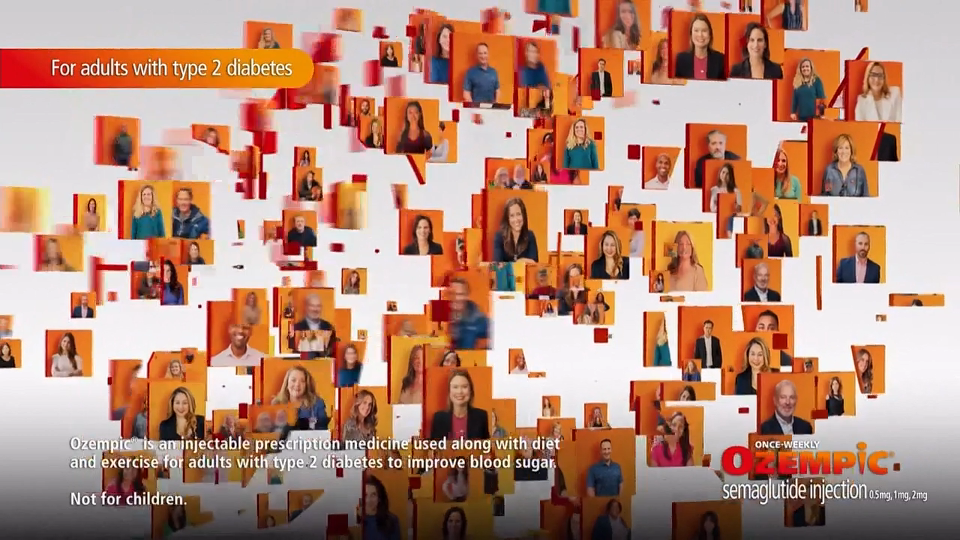 For adults with type 2 diabetes
Ozempic® is an injectable prescription medicine used along with diet
and exercise for adults with type 2 diabetes to improve blood sugar.
Not for children.
ONCE-WEEKLY
OZEMPIC®
semaglutide injection 0.5mg, 1mg, 2mg